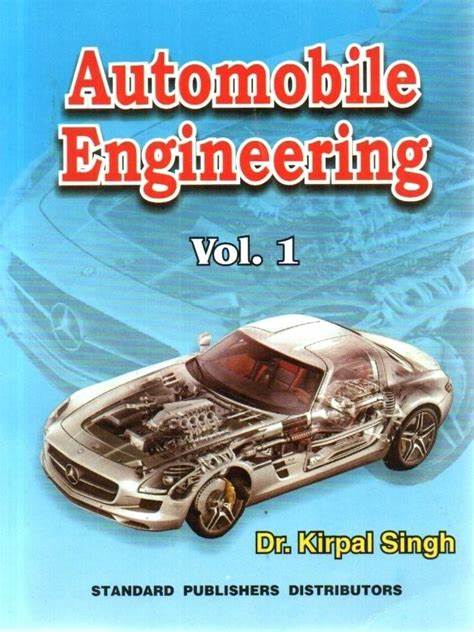 Automobile
Engineering
Vol. 1
Dr. Kirpal Singh
STANDARD PUBLISHERS DISTRIBUTORS